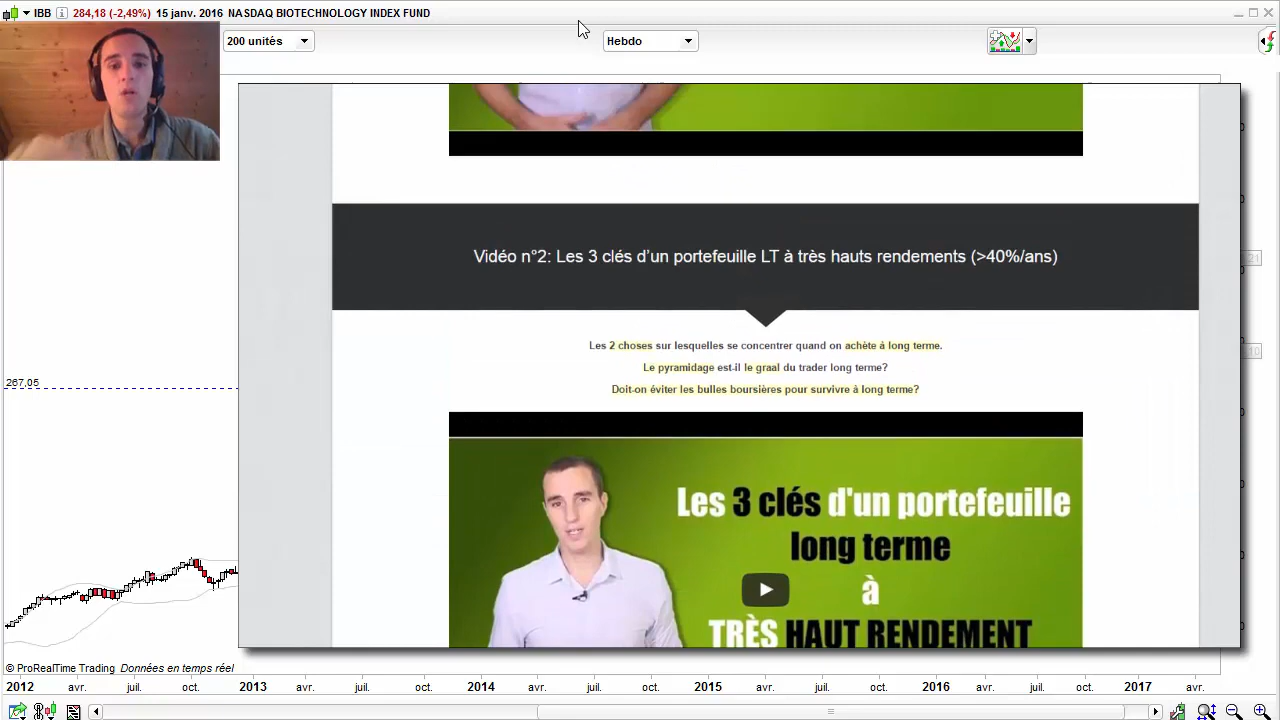 IBB 284,18 (-2,49%) 15 janv. 2016 NASDAQ BIOTECHNOLOGY INDEX FUND
200 unités
Hebdo
Vidéo n°2: Les 3 clés d'un portefeuille LT à très hauts rendements (>40%/ans)
Les 2 choses sur lesquelles se concentrer quand on achète à long terme.
Le pyramidage est-il le graal du trader long terme?
Doit-on éviter les bulles boursières pour survivre à long terme?
267,05
Les 3 clés d'un portefeuille
long terme
à
TRÈS HAUT RENDEMENT
© ProRealTime Trading Données en temps réel
2012 avr. juil. oct. 2013 avr. juil. oct. 2014 avr. juil. oct. 2015 avr. juil. oct. 2016 avr. juil. oct. 2017 avr.